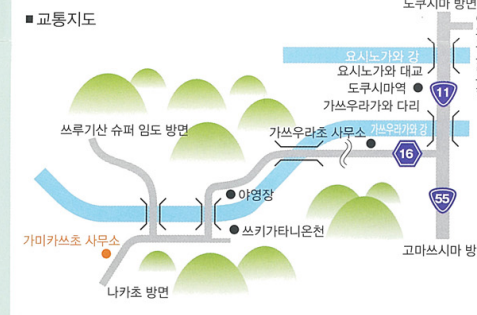 ■ 교통지도
도쿠시마 방면
요시노가와 강
요시노가와 대교
도쿠시마역
11
가쓰우라가와 다리
쓰루기산 슈퍼 임도 방면
가쓰우라초 사무소
가쓰우라가와 강
16
야영장
55
쓰키가타니온천
가미카쓰초 사무소
고마쓰시마 방
나카초 방면